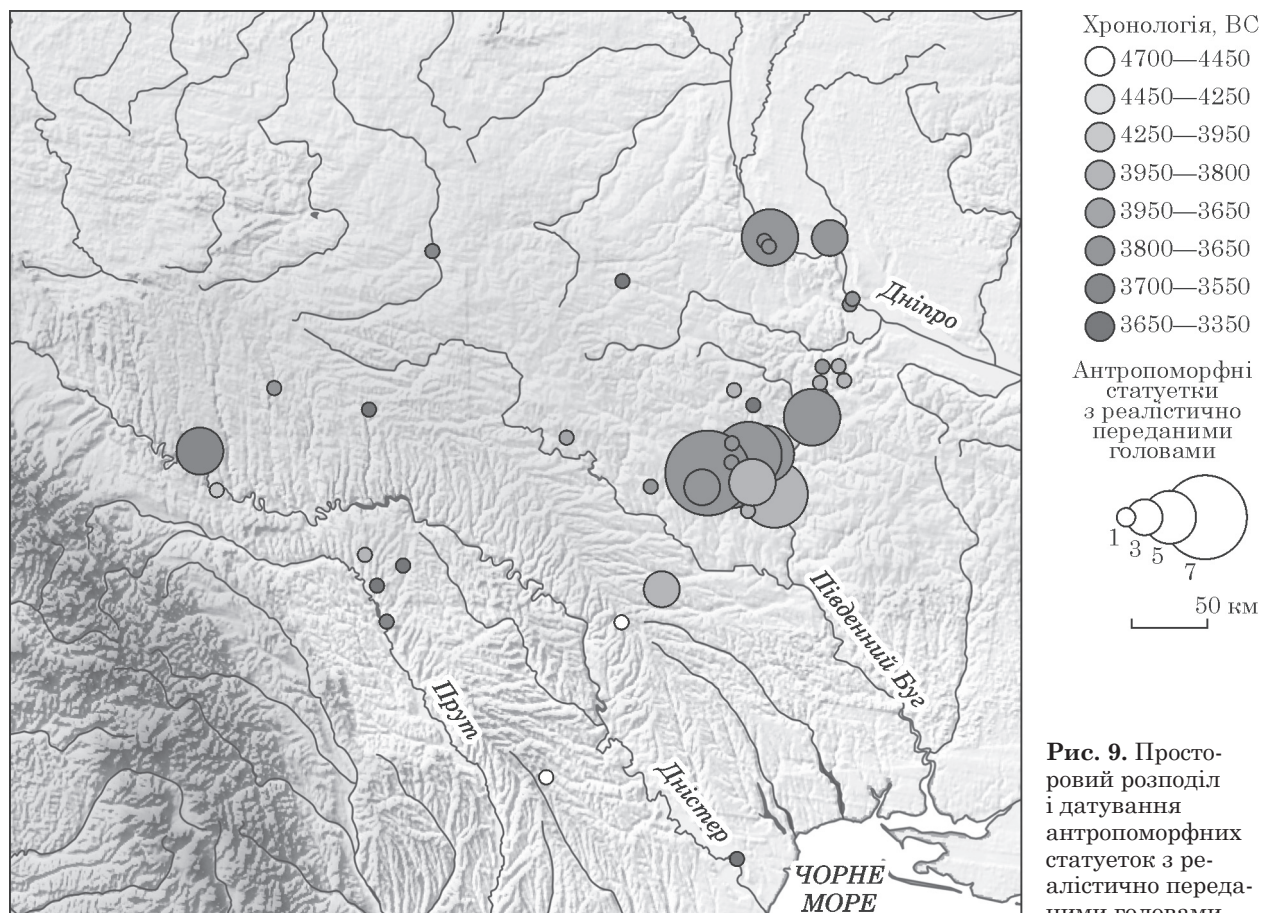 Дніпро
Південний Буг
Прут
Дністер
ЧОРНЕ
МОРЕ
Хронологія, BC
4700—4450
4450—4250
4250—3950
3950—3800
3950—3650
3800—3650
3700—3550
3650—3350
Антропоморфні
статуетки
з реалістично
переданими
головами
1
3
5
7
50 км
Рис. 9. Просто-
ровий розподіл
і датування
антропоморфних
статуеток з ре-
алістично переда-
ними головами